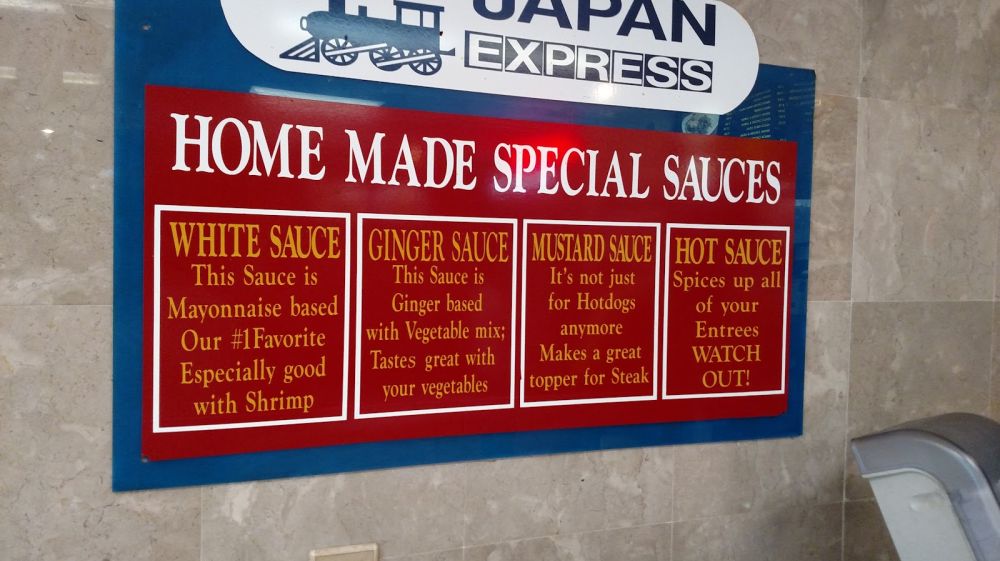 JAPAN
EXPRESS
HOME MADE SPECIAL SAUCES
WHITE SAUCE
This Sauce is
Mayonnaise based
Our #1Favorite
Especially good
with Shrimp
GINGER SAUCE
This Sauce is
Ginger based
with Vegetable mix;
Tastes great with
your vegetables
MUSTARD SAUCE
It's not just
for Hotdogs
anymore
Makes a great
topper for Steak
HOT SAUCE
Spices up all
of your
Entrees
WATCH
OUT!